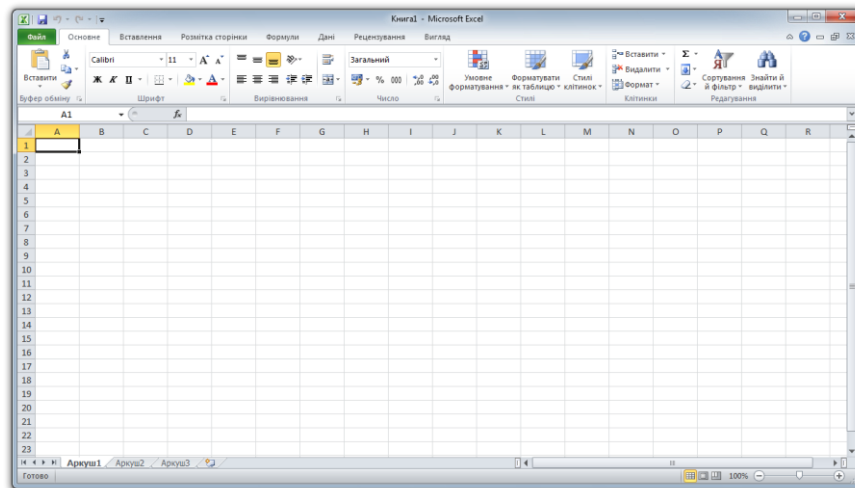 Книга1 - Microsoft Excel
Файл Основне Вставлення Розмітка сторінки Формули Дані Рецензування Вигляд
Вставити
Calibri 11
Ж К П
A A
Загальний
% 000
Умовне форматування
Форматувати як таблицю
Стилі клітинок
Вставити
Видалити
Формат
Σ
Сортування й фільтр
Знайти й виділити
Буфер обміну Шрифт Вирівнювання Число Стилі Клітинки Редагування
A1 fx
A B C D E F G H I J K L M N O P Q R
1
2
3
4
5
6
7
8
9
10
11
12
13
14
15
16
17
18
19
20
21
22
23
Аркуш1 Аркуш2 Аркуш3
Готово 100%